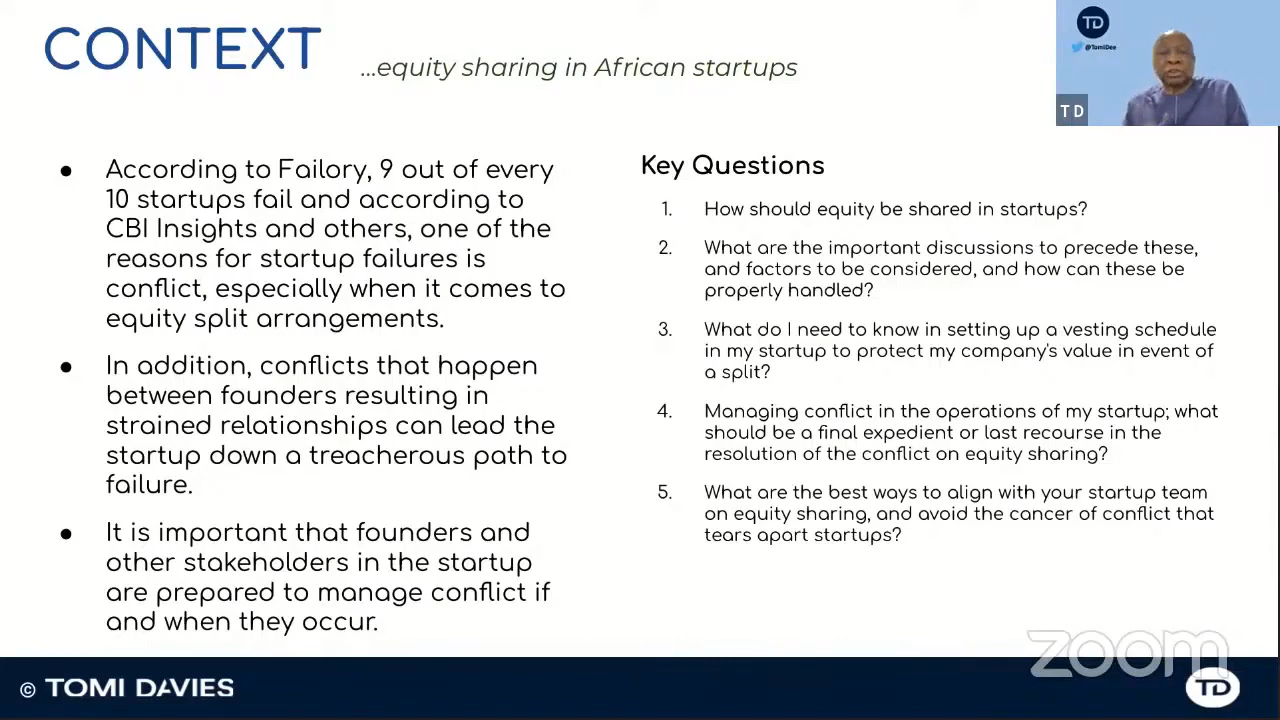 CONTEXT
...equity sharing in African startups
TD
@TomiDee
T D
● According to Failory, 9 out of every
10 startups fail and according to
CBI Insights and others, one of the
reasons for startup failures is
conflict, especially when it comes to
equity split arrangements.
● In addition, conflicts that happen
between founders resulting in
strained relationships can lead the
startup down a treacherous path to
failure.
● It is important that founders and
other stakeholders in the startup
are prepared to manage conflict if
and when they occur.
Key Questions
1. How should equity be shared in startups?
2. What are the important discussions to precede these,
and factors to be considered, and how can these be
properly handled?
3. What do I need to know in setting up a vesting schedule
in my startup to protect my company's value in event of
a split?
4. Managing conflict in the operations of my startup; what
should be a final expedient or last recourse in the
resolution of the conflict on equity sharing?
5. What are the best ways to align with your startup team
on equity sharing, and avoid the cancer of conflict that
tears apart startups?
zoom
© TOMI DAVIES
TD